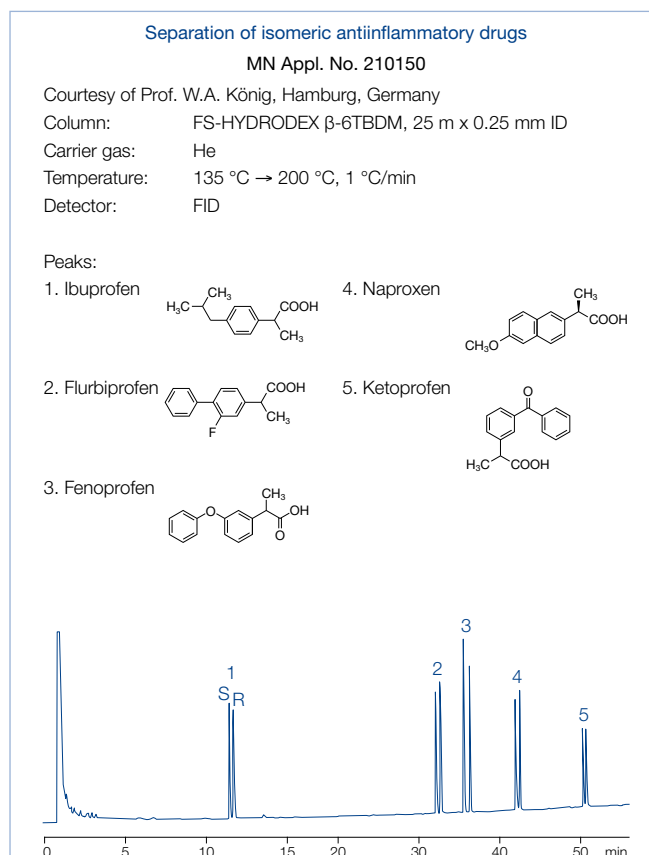 Separation of isomeric antiinflammatory drugs
MN Appl. No. 210150
Courtesy of Prof. W.A. König, Hamburg, Germany
Column: FS-HYDRODEX β-6TBDM, 25 m x 0.25 mm ID
Carrier gas: He
Temperature: 135 °C → 200 °C, 1 °C/min
Detector: FID
Peaks:
1. Ibuprofen
H₃C CH₃ COOH CH₃
4. Naproxen
CH₃ COOH CH₃O
2. Flurbiprofen
COOH CH₃ F
5. Ketoprofen
O H₃C COOH
3. Fenoprofen
CH₃ O OH O
3
1
2
4
S R
5
0 5 10 15 20 30 40 50 min